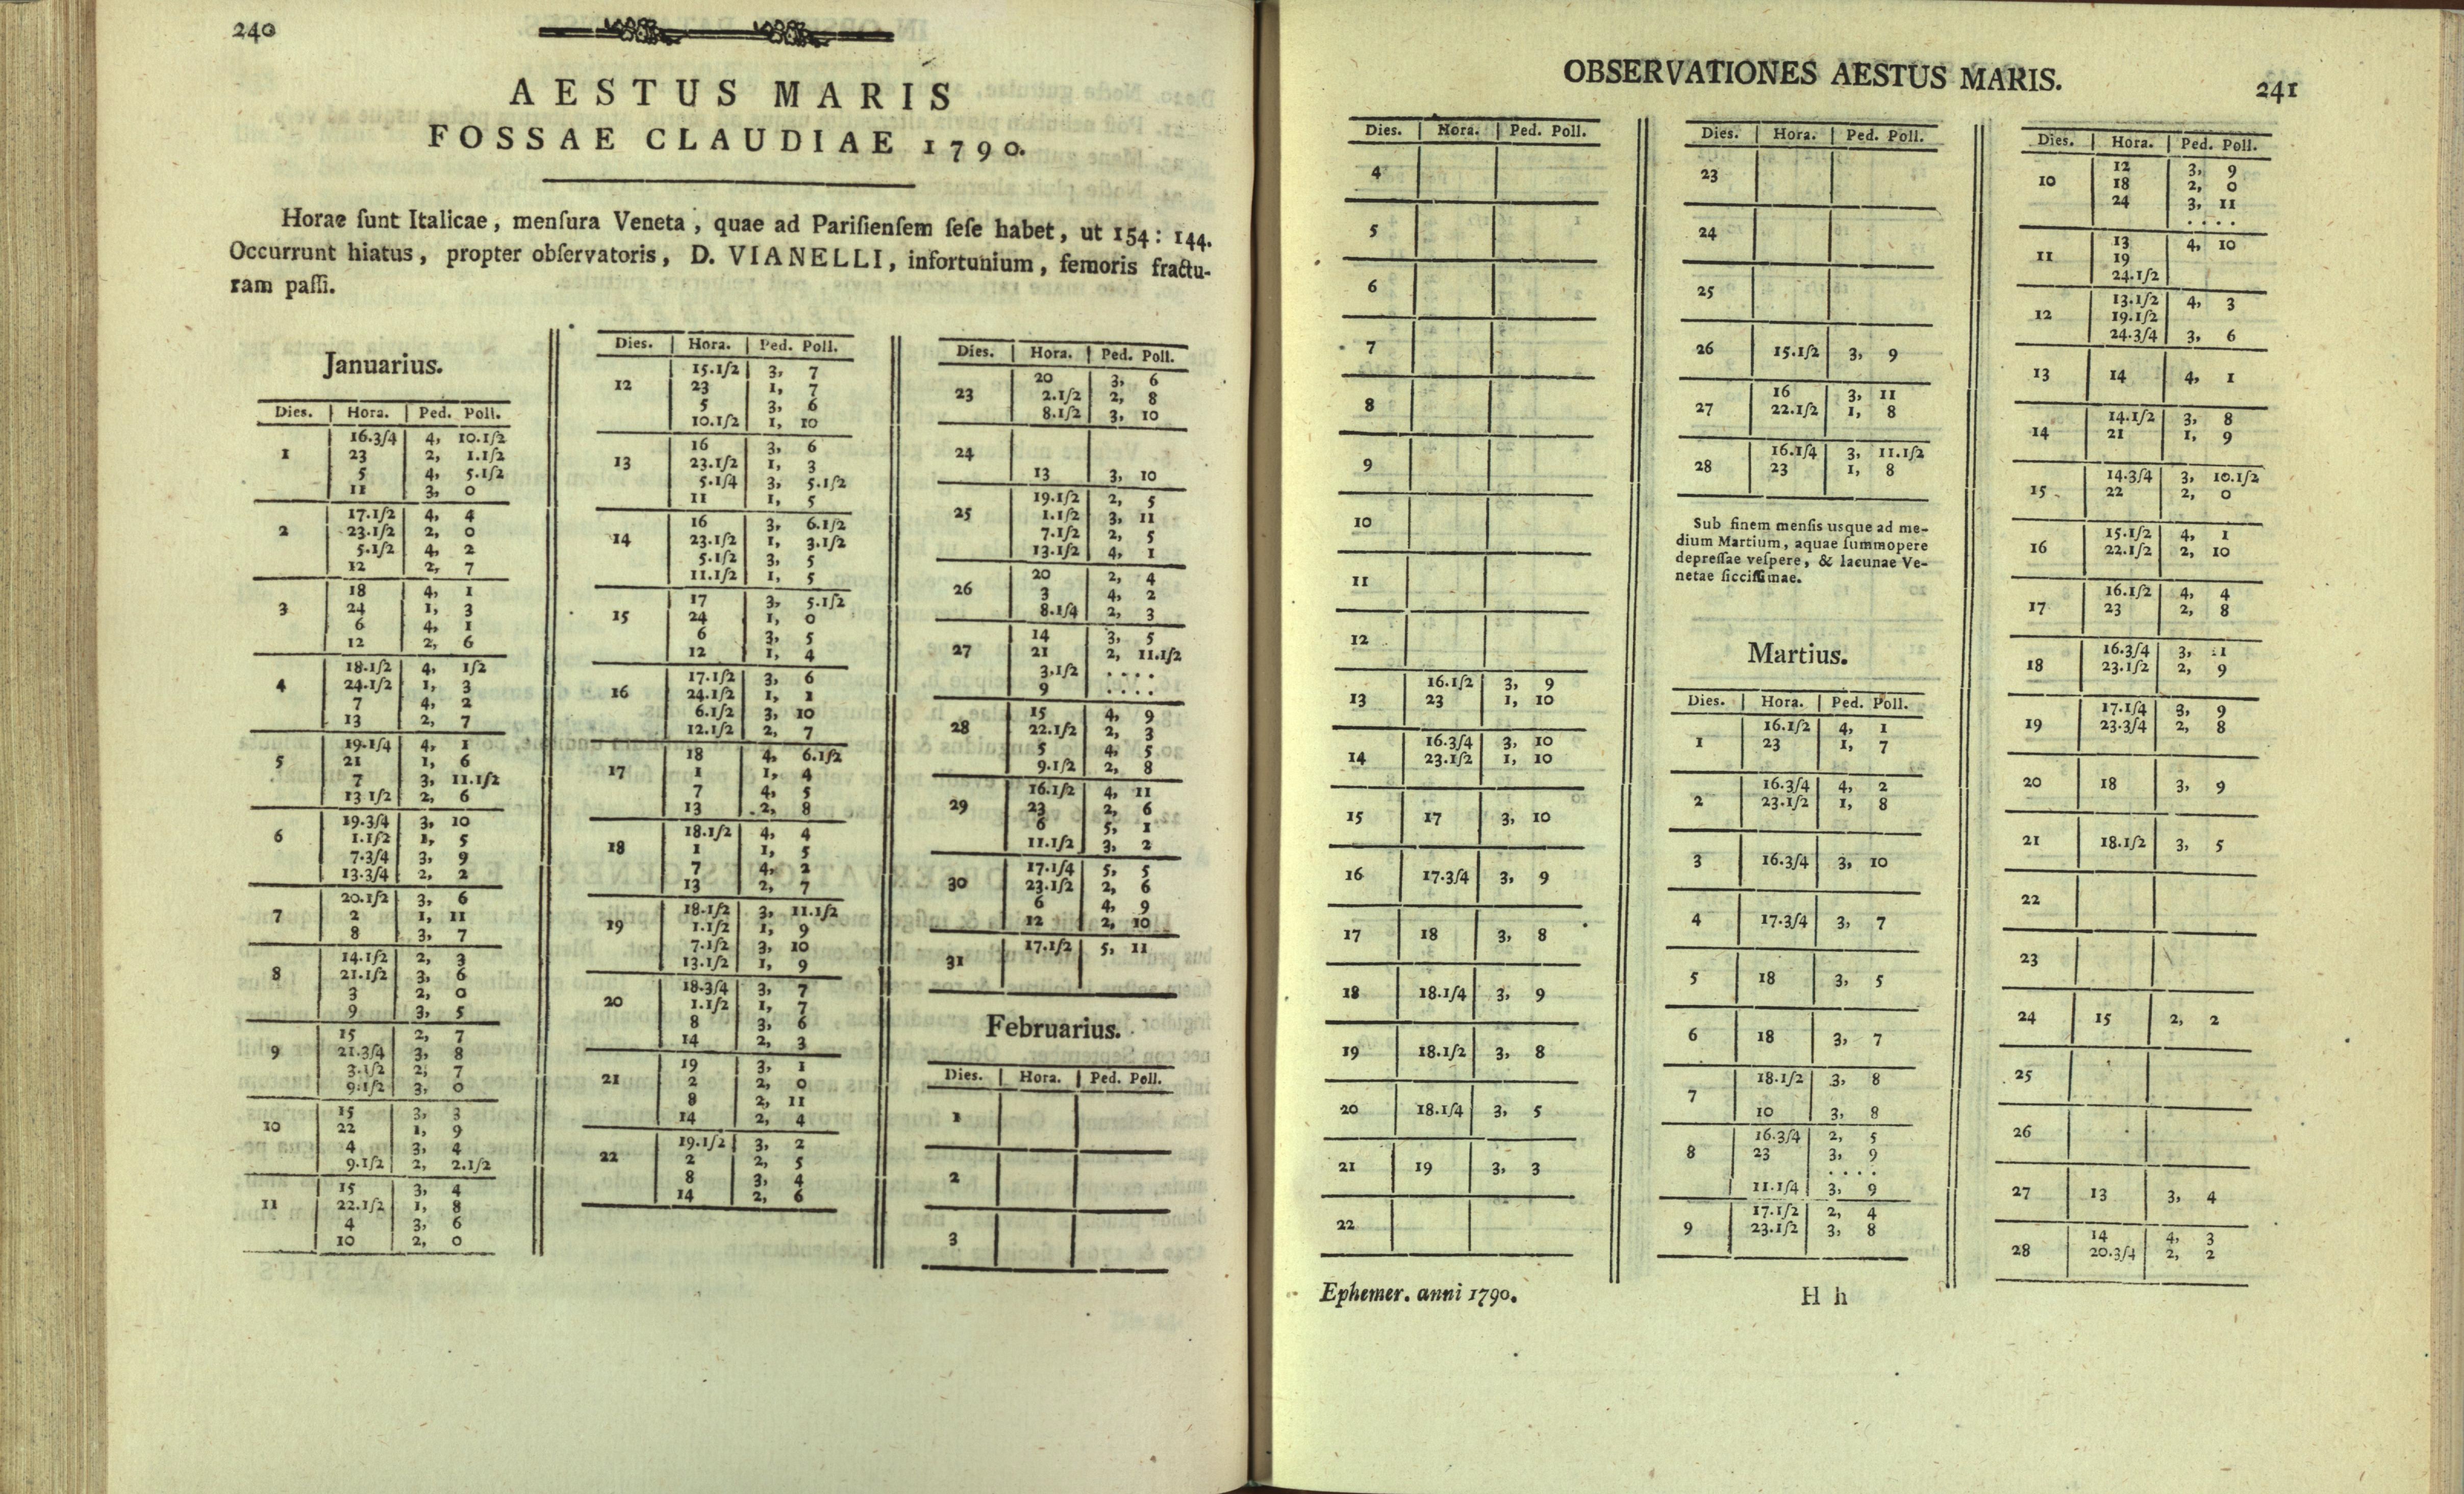 240
AESTUS MARIS
FOSSAE CLAUDIAE 1790.
Horae ſunt Italicae, menſura Veneta, quae ad Pariſienſem ſeſe habet, ut 154: 144.
Occurrunt hiatus, propter obſervatoris, D. VIANELLI, infortunium, femoris fractu-
ram paſſi.
Januarius.
Dies. | Hora. | Ped. Poll.
1 | 16.3/4 | 4, 10.1/2
23 | 2, 1.1/2
5 | 4, 5.1/2
11 | 3, 0
2 | 17.1/2 | 4, 4
23.1/2 | 2, 0
5.1/2 | 4, 2
12 | 2, 7
3 | 18 | 4, 1
24 | 1, 3
6 | 4, 1
12 | 2, 6
4 | 18.1/2 | 4, 1/2
24.1/2 | 1, 3
7 | 4, 2
13 | 2, 7
5 | 19.1/4 | 4, 1
21 | 1, 6
7 | 3, 11.1/2
13 1/2 | 2, 6
6 | 19.3/4 | 3, 10
1.1/2 | 1, 5
7.3/4 | 3, 9
13.3/4 | 2, 2
7 | 20.1/2 | 3, 6
2 | 1, 11
8 | 3, 7
8 | 14.1/2 | 2, 3
21.1/2 | 3, 6
3 | 2, 0
9 | 3, 5
9 | 15 | 2, 7
21.3/4 | 3, 8
3.1/2 | 2, 7
9.1/2 | 3, 0
10 | 15 | 3, 3
22 | 1, 9
4 | 3, 4
9.1/2 | 2, 2.1/2
11 | 15 | 3, 4
22.1/2 | 1, 8
4 | 3, 6
10 | 2, 0
Dies. | Hora. | Ped. Poll.
12 | 15.1/2 | 3, 7
23 | 1, 7
5 | 3, 6
10.1/2 | 1, 10
13 | 16 | 3, 6
23.1/2 | 1, 3
5.1/4 | 3, 5.1/2
11 | 1, 5
14 | 16 | 3, 6.1/2
23.1/2 | 1, 3.1/2
5.1/2 | 3, 5
11.1/2 | 1, 5
15 | 17 | 3, 5.1/2
24 | 1, 0
6 | 3, 5
12 | 1, 4
16 | 17.1/2 | 3, 6
24.1/2 | 1, 1
6.1/2 | 3, 10
12.1/2 | 2, 7
17 | 18 | 4, 6.1/2
1 | 1, 4
7 | 4, 5
13 | 2, 8
18 | 18.1/2 | 4, 4
1 | 1, 5
7 | 4, 2
13 | 2, 7
19 | 18.1/2 | 3, 11.1/2
1.1/2 | 1, 9
7.1/2 | 3, 10
13.1/2 | 1, 9
20 | 18.3/4 | 3, 7
1.1/2 | 1, 7
8 | 3, 6
14 | 2, 3
21 | 19 | 3, 1
2 | 2, 0
8 | 2, 11
14 | 2, 4
22 | 19.1/2 | 3, 2
2 | 2, 5
8 | 3, 4
14 | 2, 6
Dies. | Hora. | Ped. Poll.
23 | 20 | 3, 6
2.1/2 | 2, 8
8.1/2 | 3, 10
24
13 | 3, 10
25 | 19.1/2 | 2, 5
1.1/2 | 3, 11
7.1/2 | 2, 5
13.1/2 | 4, 1
26 | 20 | 2, 4
3 | 4, 2
8.1/4 | 2, 3
27 | 14 | 3, 5
21 | 2, 11.1/2
3.1/2 | ....
9 | ....
28 | 15 | 4, 9
22.1/2 | 2, 3
5 | 4, 5
9.1/2 | 2, 8
29 | 16.1/2 | 4, 11
23 | 2, 6
6 | 5, 1
11.1/2 | 3, 2
30 | 17.1/4 | 5, 5
23.1/2 | 2, 6
6 | 4, 9
12 | 2, 10
31 | 17.1/2 | 5, 11
Februarius.
Dies. | Hora. | Ped. Poll.
1
2
3
OBSERVATIONES AESTUS MARIS.
241
Dies. | Hora. | Ped. Poll.
4
5
6
7
8
9
10
11
12
13 | 16.1/2 | 3, 9
23 | 1, 10
14 | 16.3/4 | 3, 10
23.1/2 | 1, 10
15 | 17 | 3, 10
16 | 17.3/4 | 3, 9
17 | 18 | 3, 8
18 | 18.1/4 | 3, 9
19 | 18.1/2 | 3, 8
20 | 18.1/4 | 3, 5
21 | 19 | 3, 3
22
Ephemer. anni 1790.
Dies. | Hora. | Ped. Poll.
23
24
25
26 | 15.1/2 | 3, 9
27 | 16 | 3, 11
22.1/2 | 1, 8
28 | 16.1/4 | 3, 11.1/2
23 | 1, 8
Sub finem menſis usque ad me-
dium Martium, aquae ſummopere
depreſſae veſpere, & lacunae Ve-
netae ſicciſſimae.
Martius.
Dies. | Hora. | Ped. Poll.
1 | 16.1/2 | 4, 1
23 | 1, 7
2 | 16.3/4 | 4, 2
23.1/2 | 1, 8
3 | 16.3/4 | 3, 10
4 | 17.3/4 | 3, 7
5 | 18 | 3, 5
6 | 18 | 3, 7
7 | 18.1/2 | 3, 8
10 | 3, 8
8 | 16.3/4 | 2, 5
23 | 3, 9
....
11.1/4 | 3, 9
9 | 17.1/2 | 2, 4
23.1/2 | 3, 8
H h
Dies. | Hora. | Ped. Poll.
10 | 12 | 3, 9
18 | 2, 0
24 | 3, 11
....
11 | 13 | 4, 10
19
24.1/2
12 | 13.1/2 | 4, 3
19.1/2
24.3/4 | 3, 6
13 | 14 | 4, 1
14 | 14.1/2 | 3, 8
21 | 1, 9
15 | 14.3/4 | 3, 10.1/2
22 | 2, 0
16 | 15.1/2 | 4, 1
22.1/2 | 2, 10
17 | 16.1/2 | 4, 4
23 | 2, 8
18 | 16.3/4 | 3, 11
23.1/2 | 2, 9
19 | 17.1/4 | 3, 9
23.3/4 | 2, 8
20 | 18 | 3, 9
21 | 18.1/2 | 3, 5
22
23
24 | 15 | 2, 2
25
26
27 | 13 | 3, 4
28 | 14 | 4, 3
20.3/4 | 2, 2